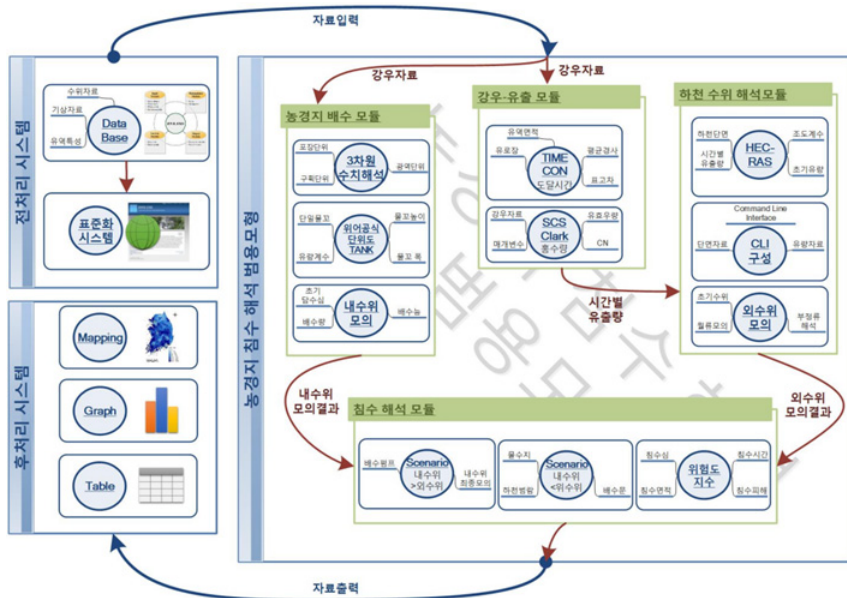 자료입력
전처리 시스템
수위자료
기상자료
유역특성
Data
Base
표준화
시스템
후처리 시스템
Mapping
Graph
Table
농경지 침수 해석 범용모형
강우자료
강우자료
농경지 배수 모듈
포장단위
구획단위
3차원
수치해석
광역단위
단일물꼬
유량계수
위어공식
단위도
TANK
물꼬높이
물꼬 폭
초기
담수심
배수량
내수위
모의
배수능
강우·유출 모듈
유역면적
유로장
TIME
CON
도달시간
평균경사
표고차
강우자료
매개변수
SCS
Clark
홍수량
유효우량
CN
시간별
유출량
하천 수위 해석모듈
하천단면
시간별
유출량
HEC-
RAS
조도계수
초기유량
Command Line
Interface
단면자료
CLI
구성
유량자료
초기수위
월류모의
외수위
모의
부정류
해석
내수위
모의결과
외수위
모의결과
침수 해석 모듈
배수펌프
Scenario
내수위
>외수위
내수위
최종모의
물수지
하천범람
Scenario
내수위
<외수위
배수문
침수심
침수면적
위험도
지수
침수시간
침수피해
자료출력